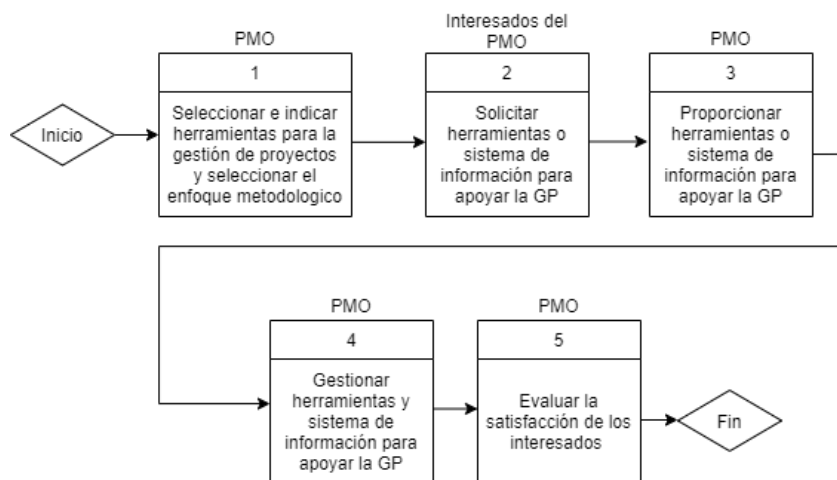 PMO
1
Seleccionar e indicar
herramientas para la
gestión de proyectos
y seleccionar el
enfoque metodologico
Interesados del
PMO
2
Solicitar
herramientas o
sistema de
información para
apoyar la GP
PMO
3
Proporcionar
herramientas o
sistema de
información para
apoyar la GP
Inicio
PMO
4
Gestionar
herramientas y
sistema de
información para
apoyar la GP
PMO
5
Evaluar la
satisfacción de los
interesados
Fin